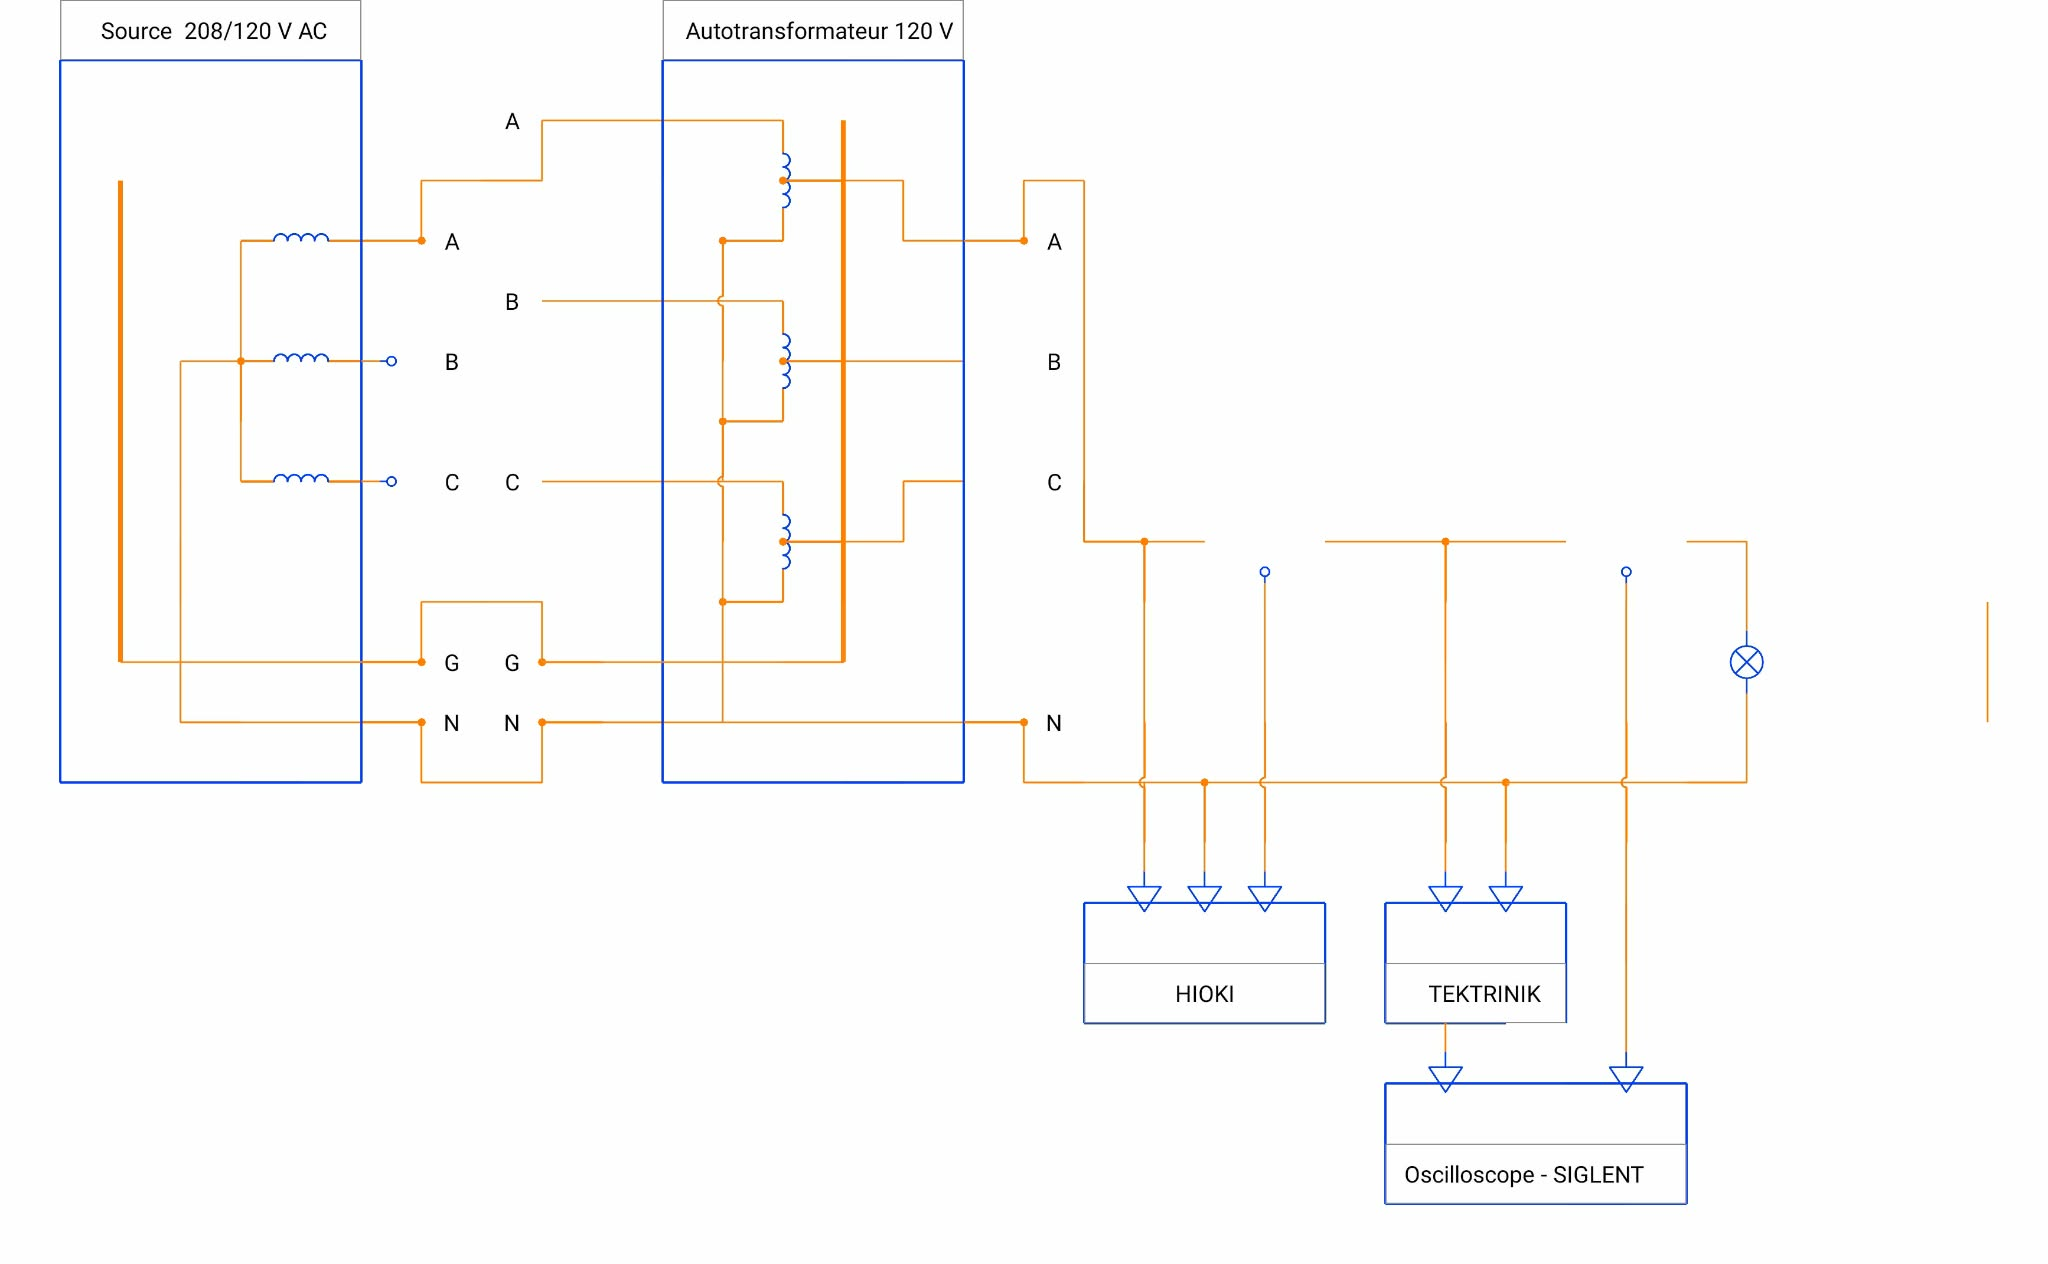 Source  208/120 V AC
Autotransformateur 120 V
A
A
A
B
B
B
C
C
C
G
G
N
N
N
HIOKI
TEKTRINIK
Oscilloscope - SIGLENT